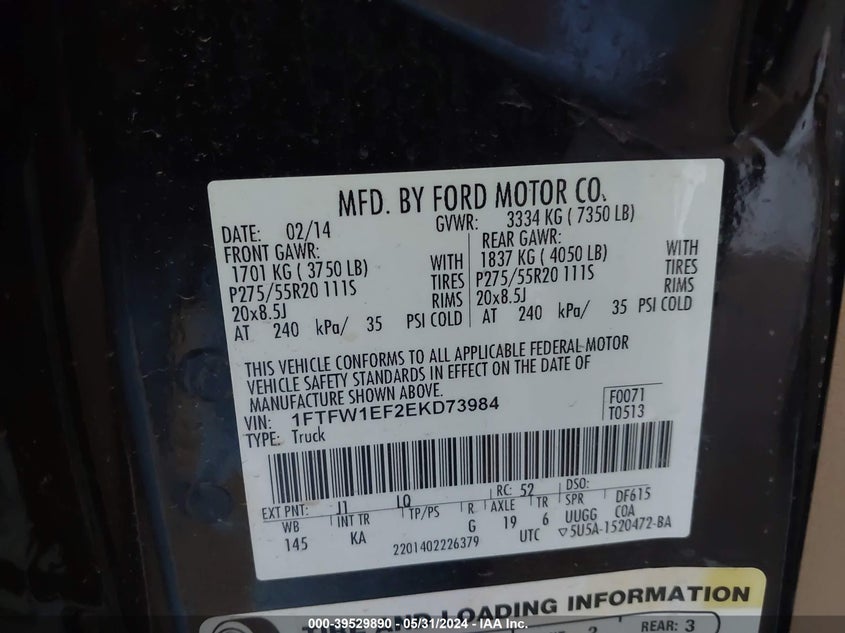 MFD. BY FORD MOTOR CO.
DATE: 02/14 GVWR: 3334 KG ( 7350 LB)
FRONT GAWR: REAR GAWR:
1701 KG ( 3750 LB) WITH 1837 KG ( 4050 LB) WITH
P275/55R20 111S TIRES P275/55R20 111S TIRES
20x8.5J RIMS 20x8.5J RIMS
AT 240 kPa/ 35 PSI COLD AT 240 kPa/ 35 PSI COLD
THIS VEHICLE CONFORMS TO ALL APPLICABLE FEDERAL MOTOR
VEHICLE SAFETY STANDARDS IN EFFECT ON THE DATE OF
MANUFACTURE SHOWN ABOVE.
VIN: 1FTFW1EF2EKD73984 F0071
TYPE: Truck T0513
EXT PNT: J1 LQ RC: 52 DSO:
WB INT TR TP/PS R AXLE TR SPR DF615
145 KA G 19 6 UUGG COA
2201402226379 UTC ▽5U5A-1520472-BA
TIRE AND LOADING INFORMATION
2 REAR: 3
000-39529890 - 05/31/2024 - IAA Inc.